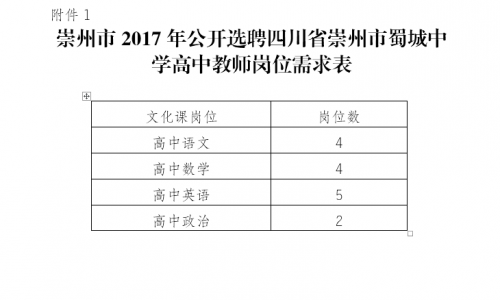 附件1
崇州市 2017 年公开选聘四川省崇州市蜀城中
学高中教师岗位需求表
文化课岗位 岗位数
高中语文 4
高中数学 4
高中英语 5
高中政治 2